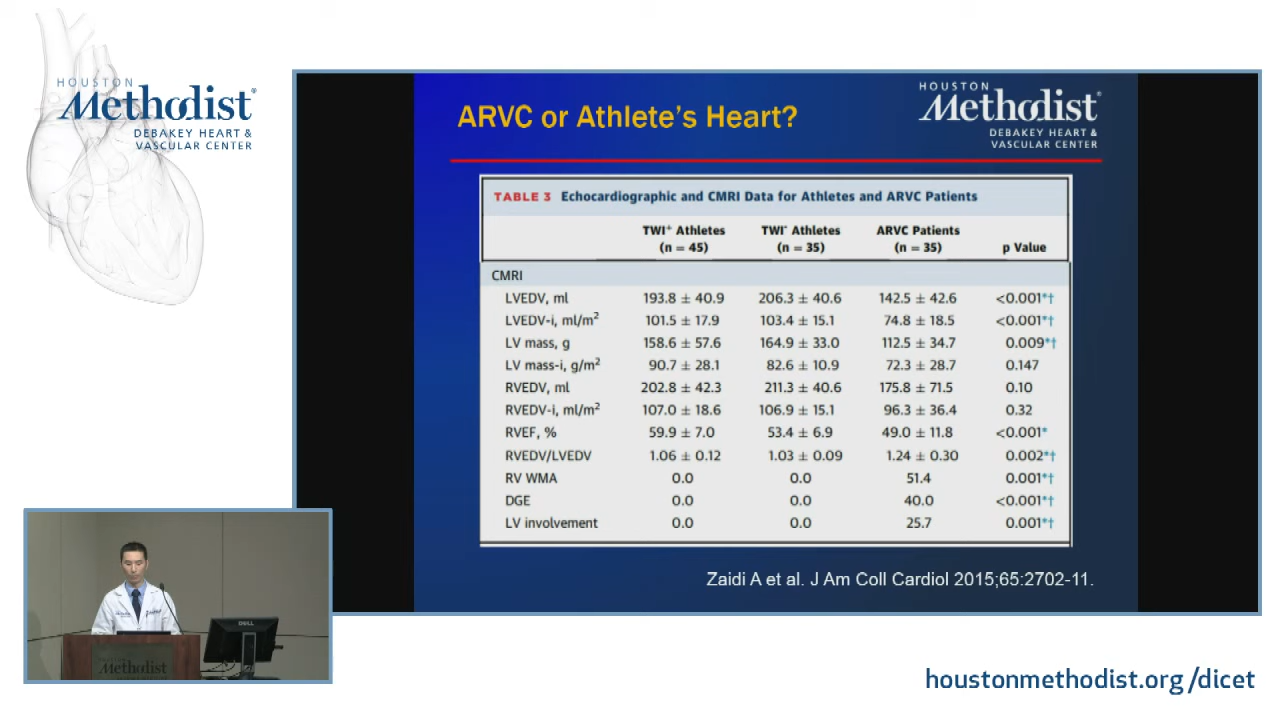 HOUSTON
Methodist®
DEBAKEY HEART &
VASCULAR CENTER
ARVC or Athlete's Heart?
HOUSTON
Methodist®
DEBAKEY HEART &
VASCULAR CENTER
TABLE 3 Echocardiographic and CMRI Data for Athletes and ARVC Patients
TWI⁺ Athletes TWI⁻ Athletes ARVC Patients
(n = 45) (n = 35) (n = 35) p Value
CMRI
LVEDV, ml 193.8 ± 40.9 206.3 ± 40.6 142.5 ± 42.6 <0.001*†
LVEDV-i, ml/m² 101.5 ± 17.9 103.4 ± 15.1 74.8 ± 18.5 <0.001*†
LV mass, g 158.6 ± 57.6 164.9 ± 33.0 112.5 ± 34.7 0.009*†
LV mass-i, g/m² 90.7 ± 28.1 82.6 ± 10.9 72.3 ± 28.7 0.147
RVEDV, ml 202.8 ± 42.3 211.3 ± 40.6 175.8 ± 71.5 0.10
RVEDV-i, ml/m² 107.0 ± 18.6 106.9 ± 15.1 96.3 ± 36.4 0.32
RVEF, % 59.9 ± 7.0 53.4 ± 6.9 49.0 ± 11.8 <0.001*
RVEDV/LVEDV 1.06 ± 0.12 1.03 ± 0.09 1.24 ± 0.30 0.002*†
RV WMA 0.0 0.0 51.4 0.001*†
DGE 0.0 0.0 40.0 <0.001*†
LV involvement 0.0 0.0 25.7 0.001*†
Zaidi A et al. J Am Coll Cardiol 2015;65:2702-11.
DELL
Methodist
houstonmethodist.org/dicet